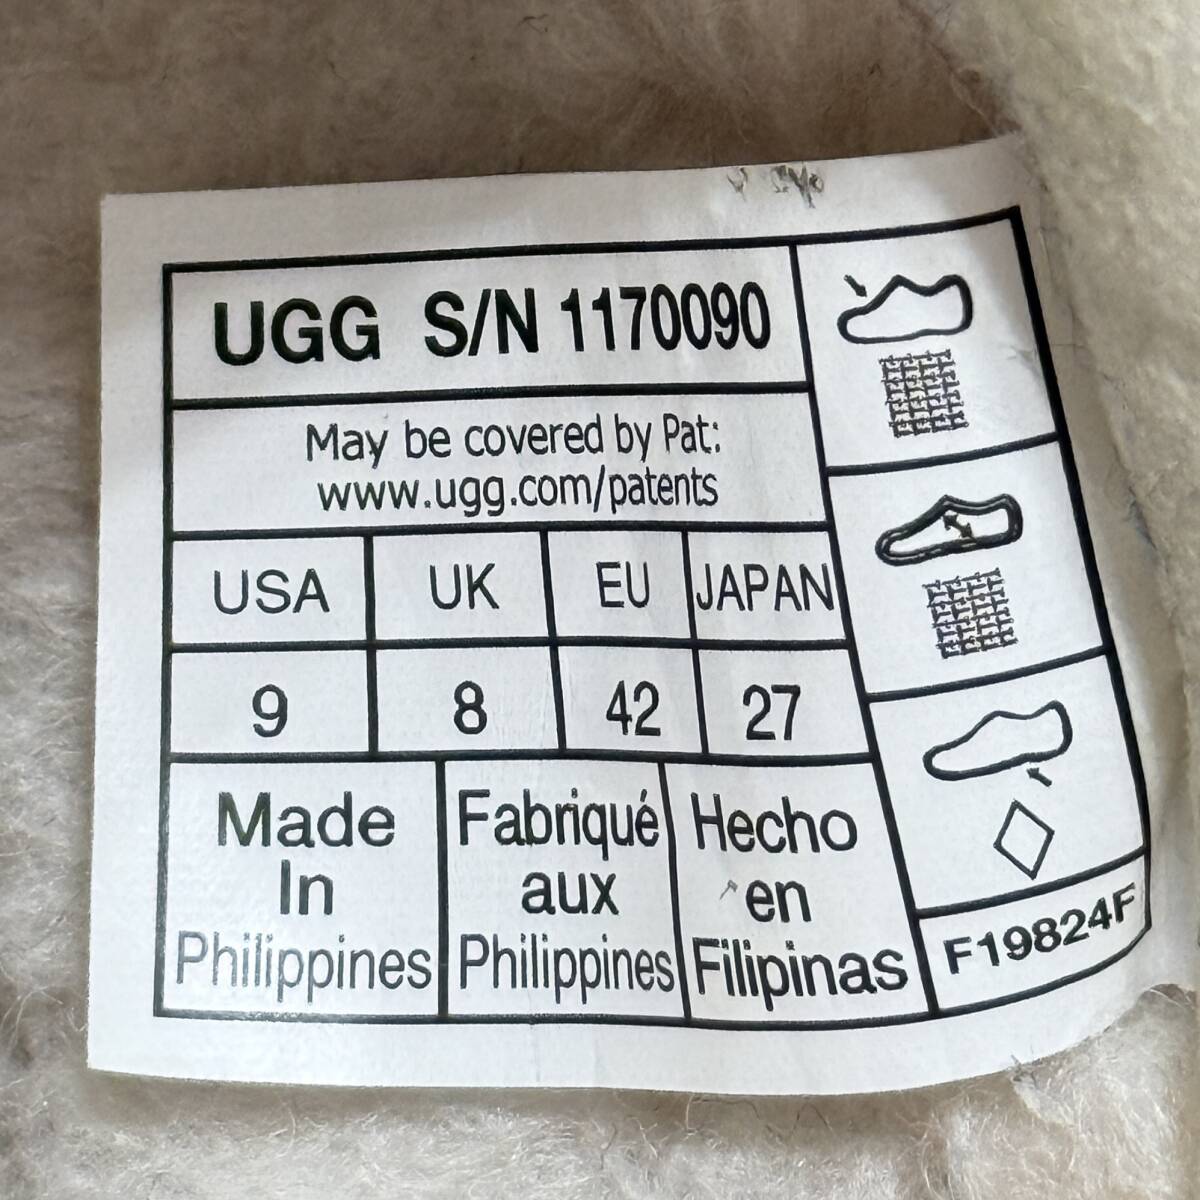 UGG S/N 1170090
May be covered by Pat:
www.ugg.com/patents
USA UK EU JAPAN
9 8 42 27
Made
In
Philippines
Fabriqué
aux
Philippines
Hecho
en
Filipinas
F19824F